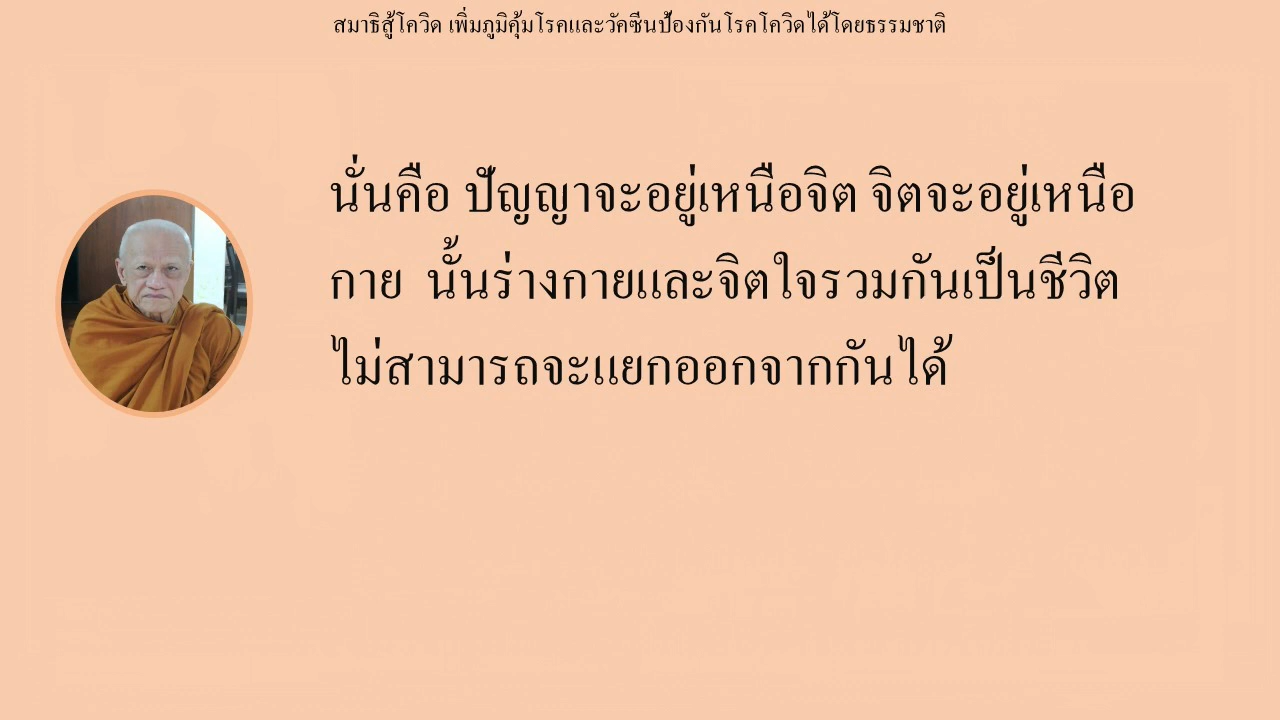 สมาธิสู้โควิด เพิ่มภูมิคุ้มโรคและวัคซีนป้องกันโรคโควิดได้โดยธรรมชาติ
นั่นคือ ปัญญาจะอยู่เหนือจิต จิตจะอยู่เหนือ
กาย นั้นร่างกายและจิตใจรวมกันเป็นชีวิต
ไม่สามารถจะแยกออกจากกันได้